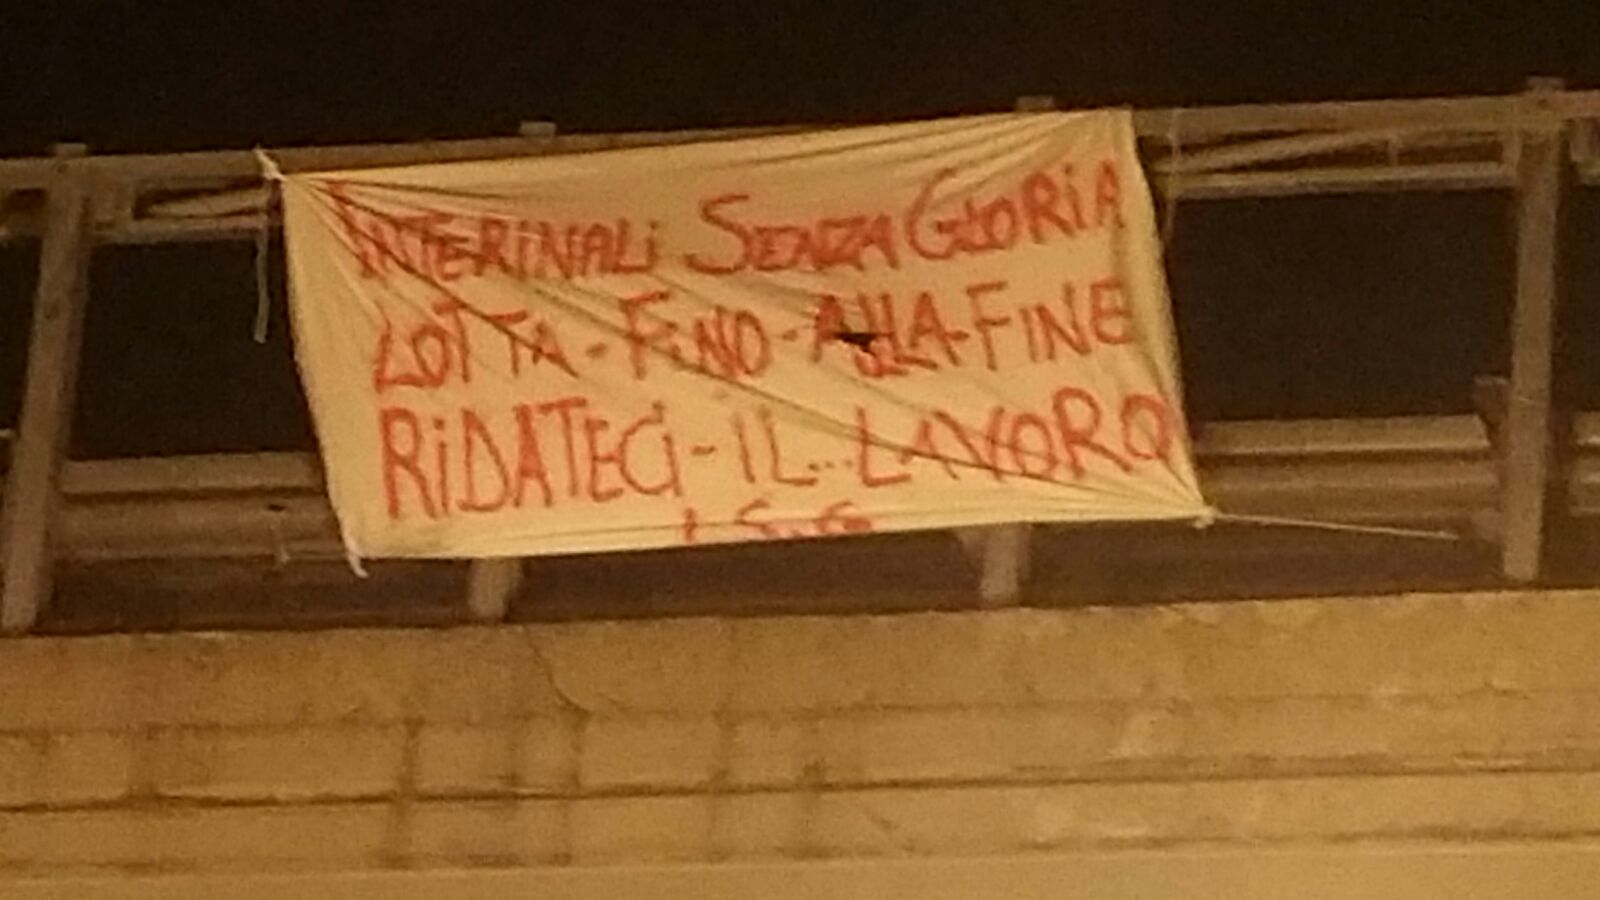 INTERINALi SENZA GLORiA
LOTTA - FiNO - ALLA - FINE
RiDATECi - IL... LAVORO